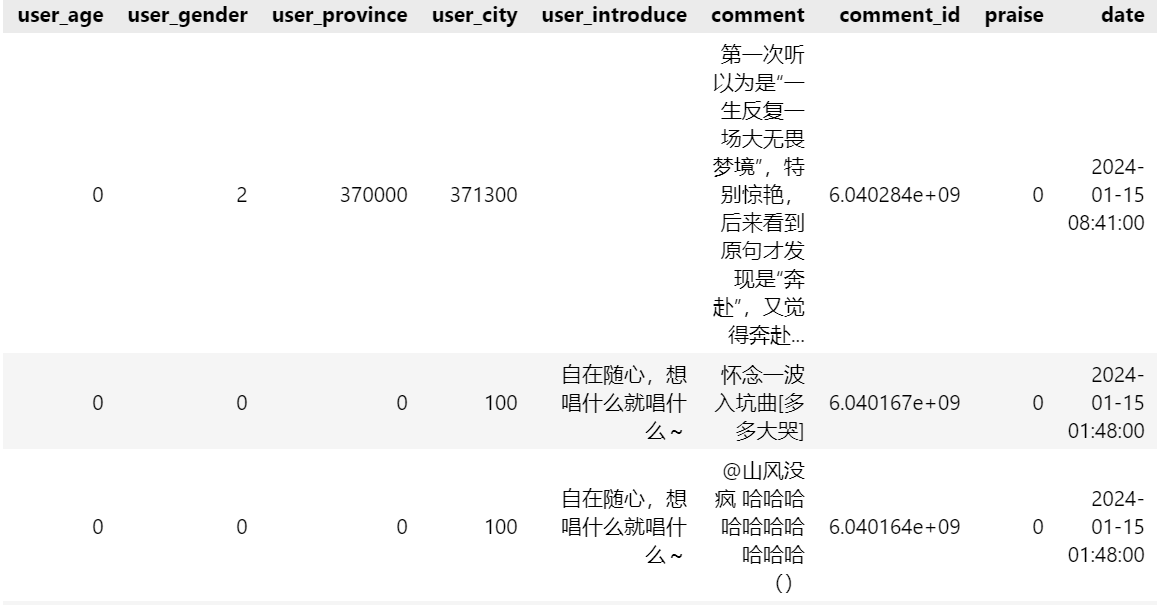 user_age user_gender user_province user_city user_introduce comment comment_id praise date
第一次听
以为是“一
生反复一
场大无畏
梦境”，特
别惊艳，
后来看到
原句才发
现是“奔
赴”，又觉
得奔赴...
0 2 370000 371300 6.040284e+09 0
2024-
01-15
08:41:00
自在随心，想
唱什么就唱什
么～
怀念一波
入坑曲[多
多大哭]
0 0 0 100 6.040167e+09 0
2024-
01-15
01:48:00
自在随心，想
唱什么就唱什
么～
@山风没
疯 哈哈哈
哈哈哈哈
哈哈哈
（）
0 0 0 100 6.040164e+09 0
2024-
01-15
01:48:00